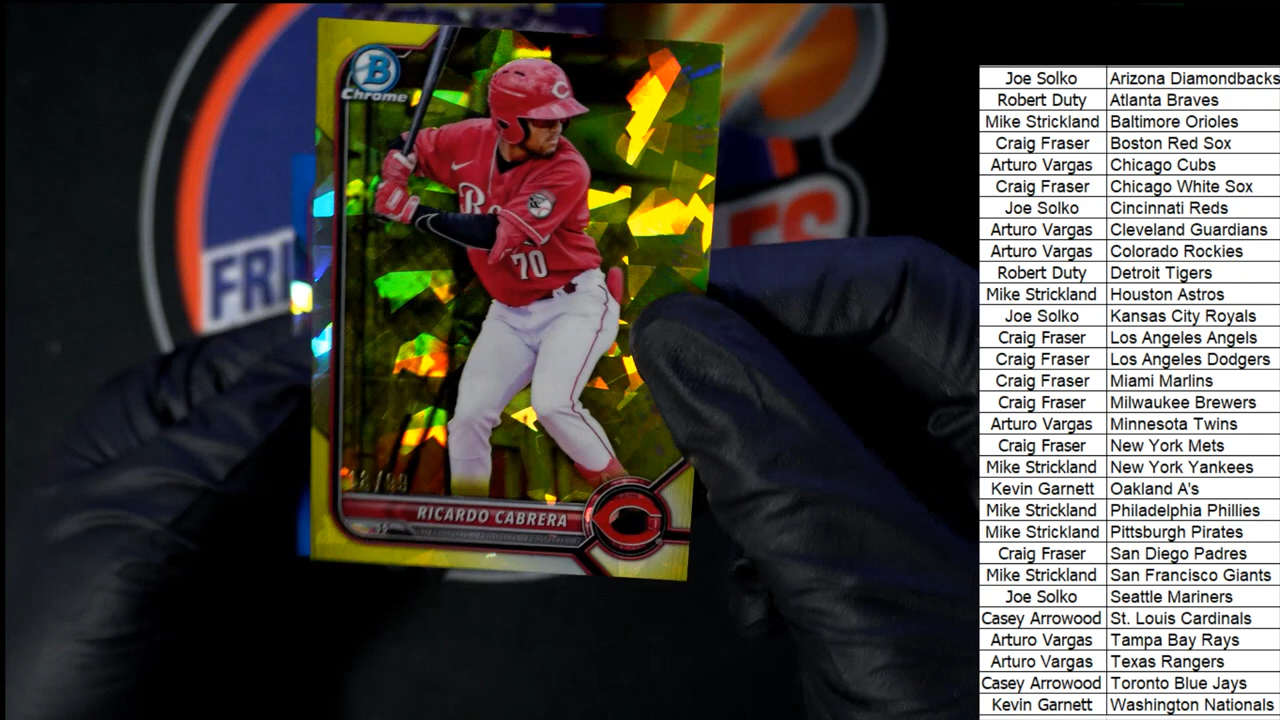 B
Chrome
C
Re
70
/99
RICARDO CABRERA
SS
C
FRI
ES
Joe Solko Arizona Diamondbacks
Robert Duty Atlanta Braves
Mike Strickland Baltimore Orioles
Craig Fraser Boston Red Sox
Arturo Vargas Chicago Cubs
Craig Fraser Chicago White Sox
Joe Solko Cincinnati Reds
Arturo Vargas Cleveland Guardians
Arturo Vargas Colorado Rockies
Robert Duty Detroit Tigers
Mike Strickland Houston Astros
Joe Solko Kansas City Royals
Craig Fraser Los Angeles Angels
Craig Fraser Los Angeles Dodgers
Craig Fraser Miami Marlins
Craig Fraser Milwaukee Brewers
Arturo Vargas Minnesota Twins
Craig Fraser New York Mets
Mike Strickland New York Yankees
Kevin Garnett Oakland A's
Mike Strickland Philadelphia Phillies
Mike Strickland Pittsburgh Pirates
Craig Fraser San Diego Padres
Mike Strickland San Francisco Giants
Joe Solko Seattle Mariners
Casey Arrowood St. Louis Cardinals
Arturo Vargas Tampa Bay Rays
Arturo Vargas Texas Rangers
Casey Arrowood Toronto Blue Jays
Kevin Garnett Washington Nationals